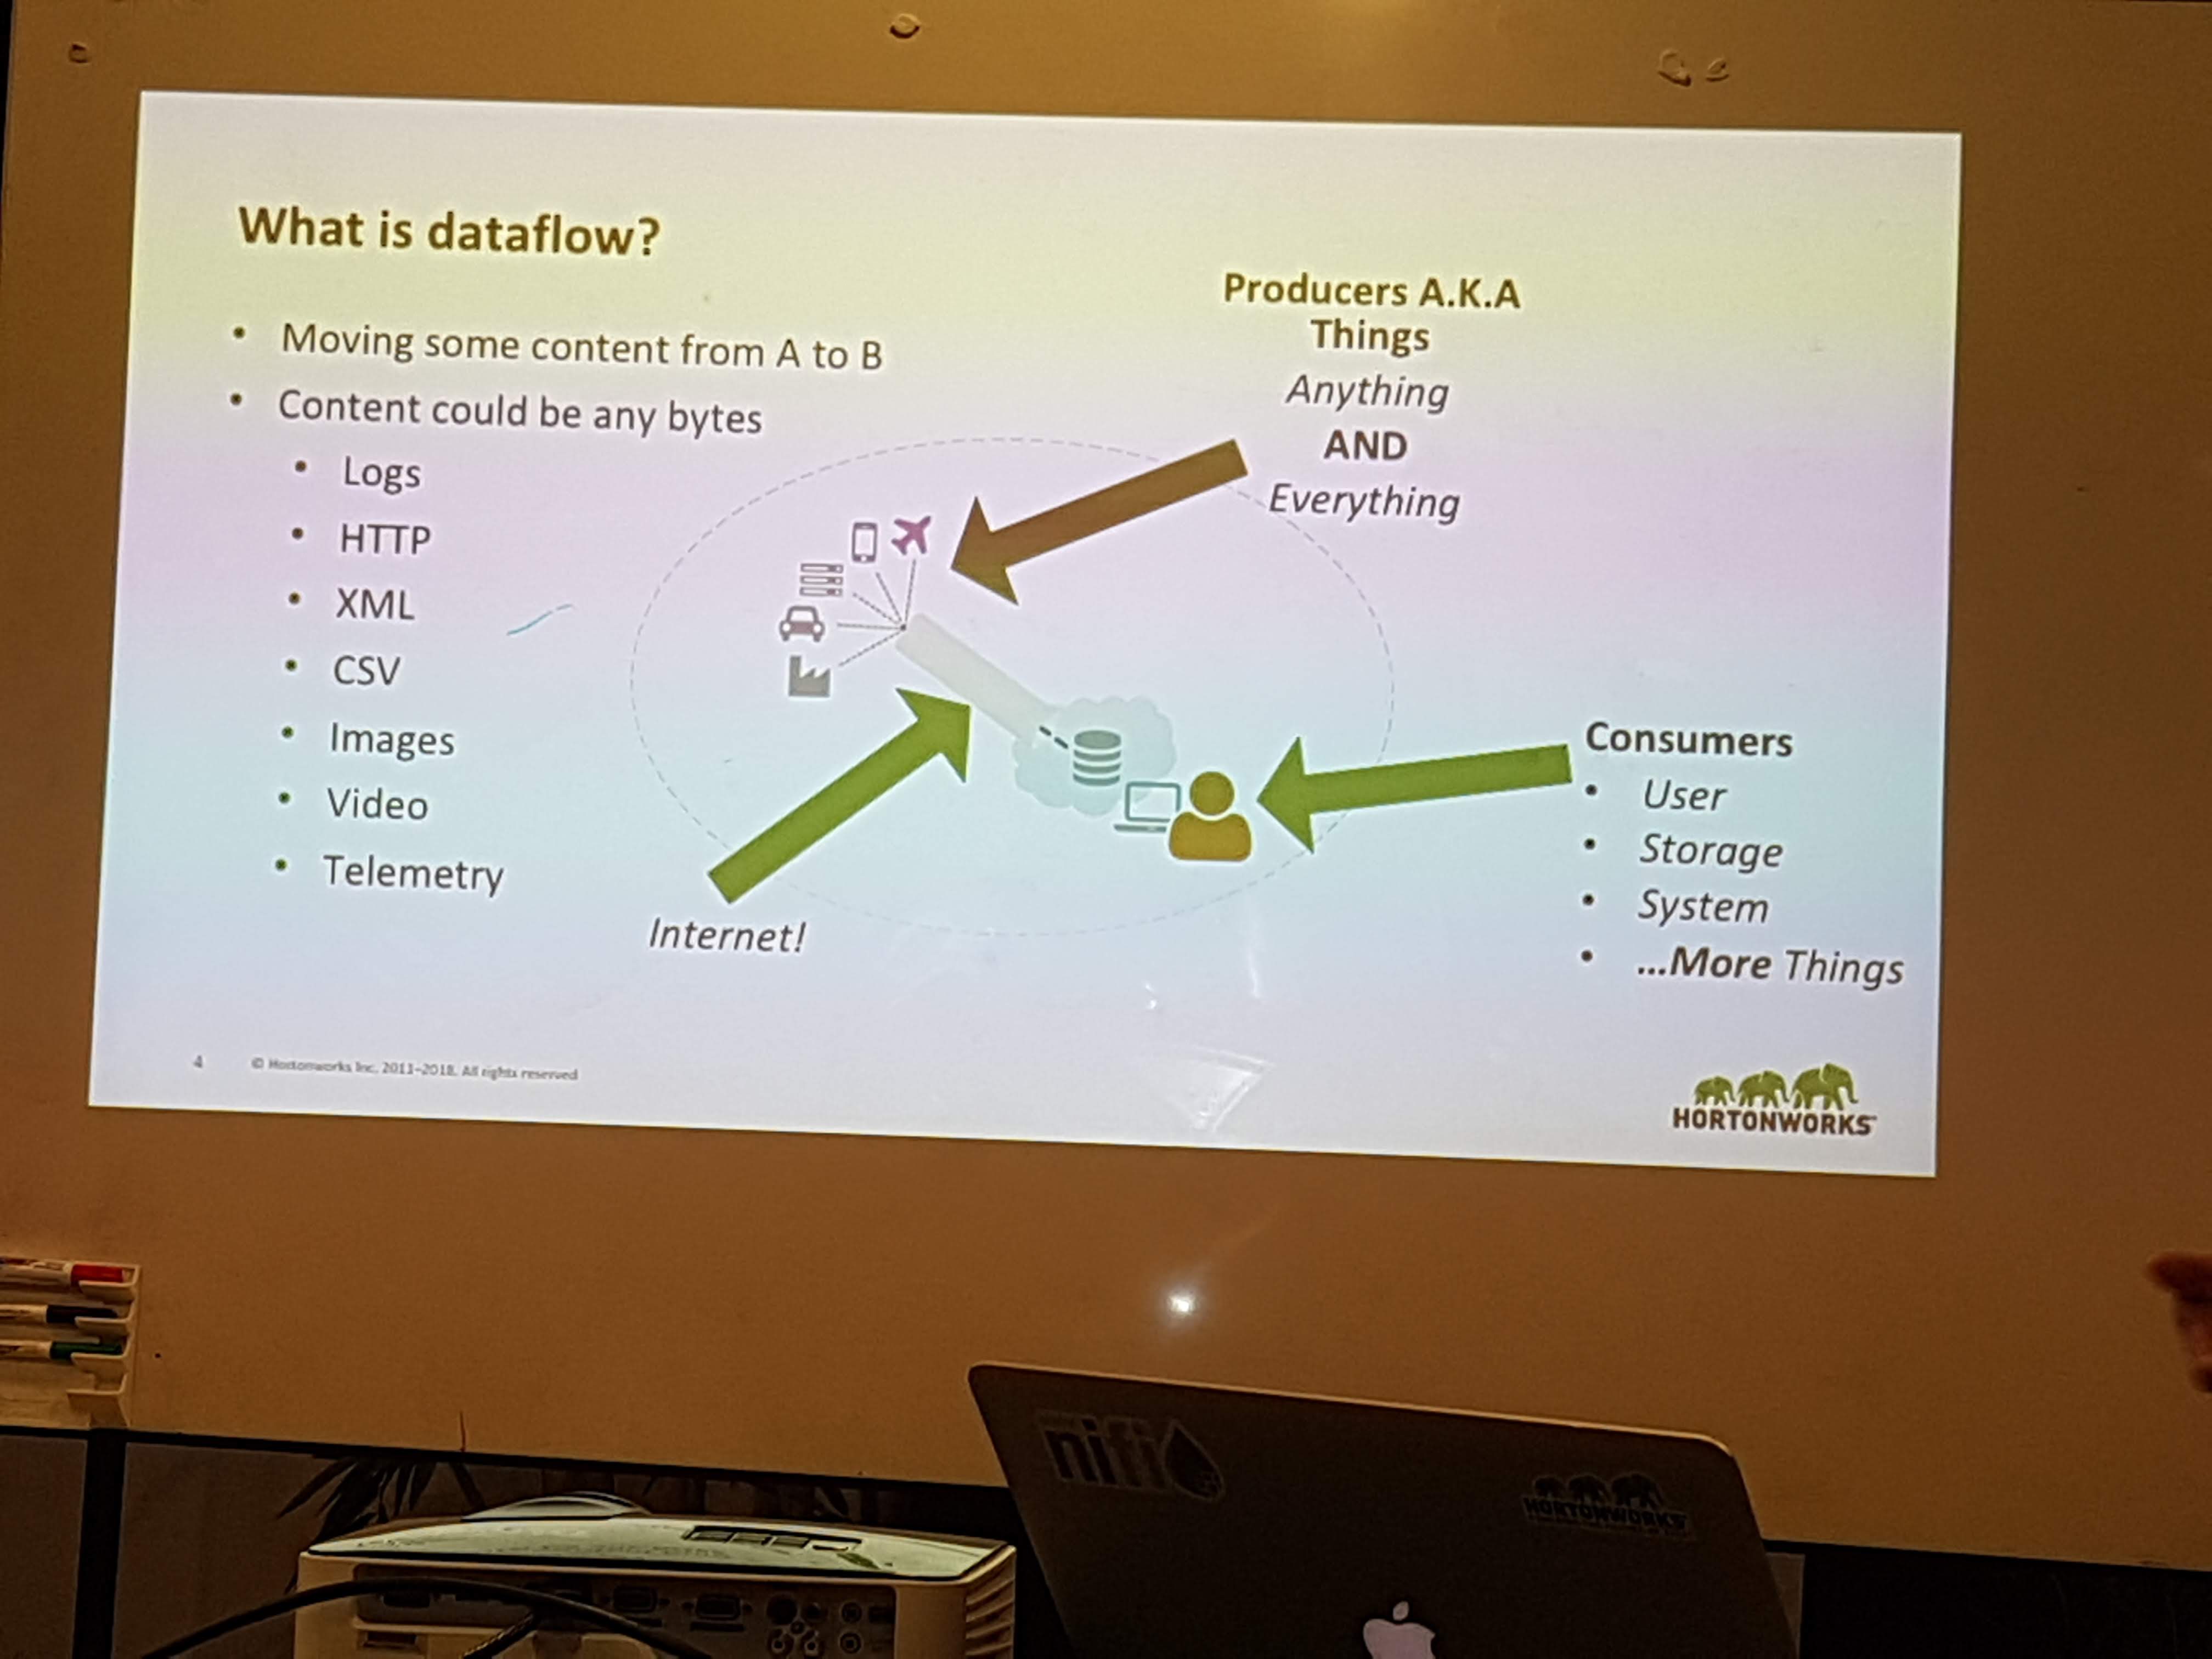 What is dataflow?
• Moving some content from A to B
• Content could be any bytes
• Logs
• HTTP
• XML
• CSV
• Images
• Video
• Telemetry
Producers A.K.A
Things
Anything
AND
Everything
Internet!
Consumers
• User
• Storage
• System
• ...More Things
4
© Hortonworks Inc. 2011–2018. All rights reserved
HORTONWORKS
nifi
HORTONWORKS